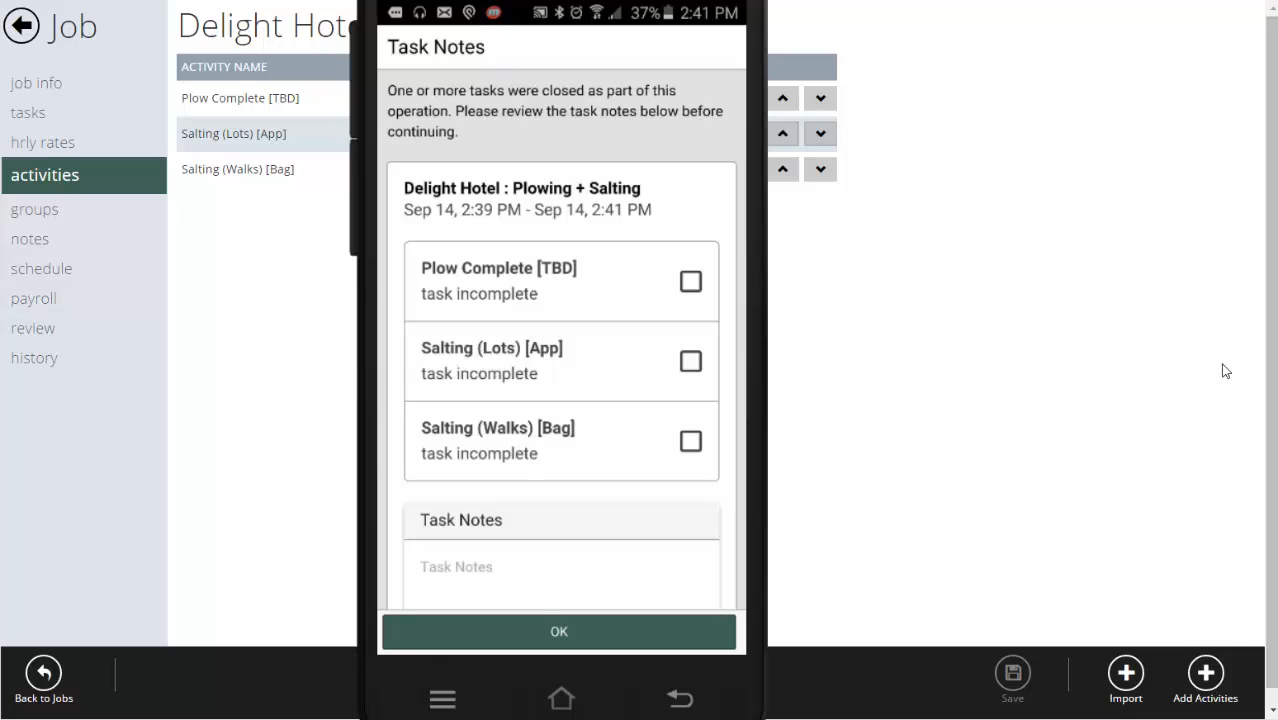 Job
Delight Hot
job info
tasks
hrly rates
activities
groups
notes
schedule
payroll
review
history
ACTIVITY NAME
Plow Complete [TBD]
Salting (Lots) [App]
Salting (Walks) [Bag]
37% 2:41 PM
Task Notes
One or more tasks were closed as part of this
operation. Please review the task notes below before
continuing.
Delight Hotel : Plowing + Salting
Sep 14, 2:39 PM - Sep 14, 2:41 PM
Plow Complete [TBD]
task incomplete
Salting (Lots) [App]
task incomplete
Salting (Walks) [Bag]
task incomplete
Task Notes
Task Notes
OK
Back to Jobs
Save
Import
Add Activities